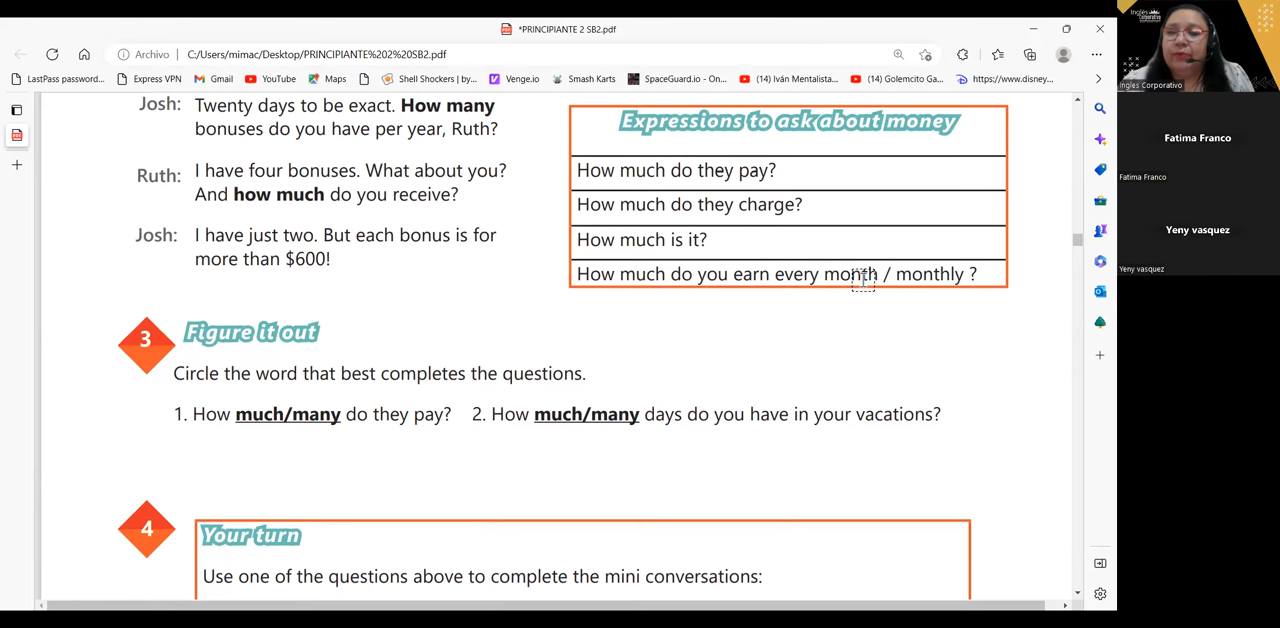 *PRINCIPIANTE 2 SB2.pdf
Archivo
C:/Users/mimac/Desktop/PRINCIPIANTE%202%20SB2.pdf
LastPass password...
Express VPN
Gmail
YouTube
Maps
Shell Shockers | by...
Venge.io
Smash Karts
SpaceGuard.io - On...
(14) Iván Mentalista...
(14) Golemcito Ga...
https://www.disney...
Josh: Twenty days to be exact. How many
bonuses do you have per year, Ruth?
Ruth: I have four bonuses. What about you?
And how much do you receive?
Josh: I have just two. But each bonus is for
more than $600!
Expressions to ask about money
How much do they pay?
How much do they charge?
How much is it?
How much do you earn every month / monthly ?
3 Figure it out
Circle the word that best completes the questions.
1. How much/many do they pay? 2. How much/many days do you have in your vacations?
4 Your turn
Use one of the questions above to complete the mini conversations:
Inglés
Corporativo
Ingles Corporativo
Fatima Franco
Fatima Franco
Yeny vasquez
Yeny vasquez